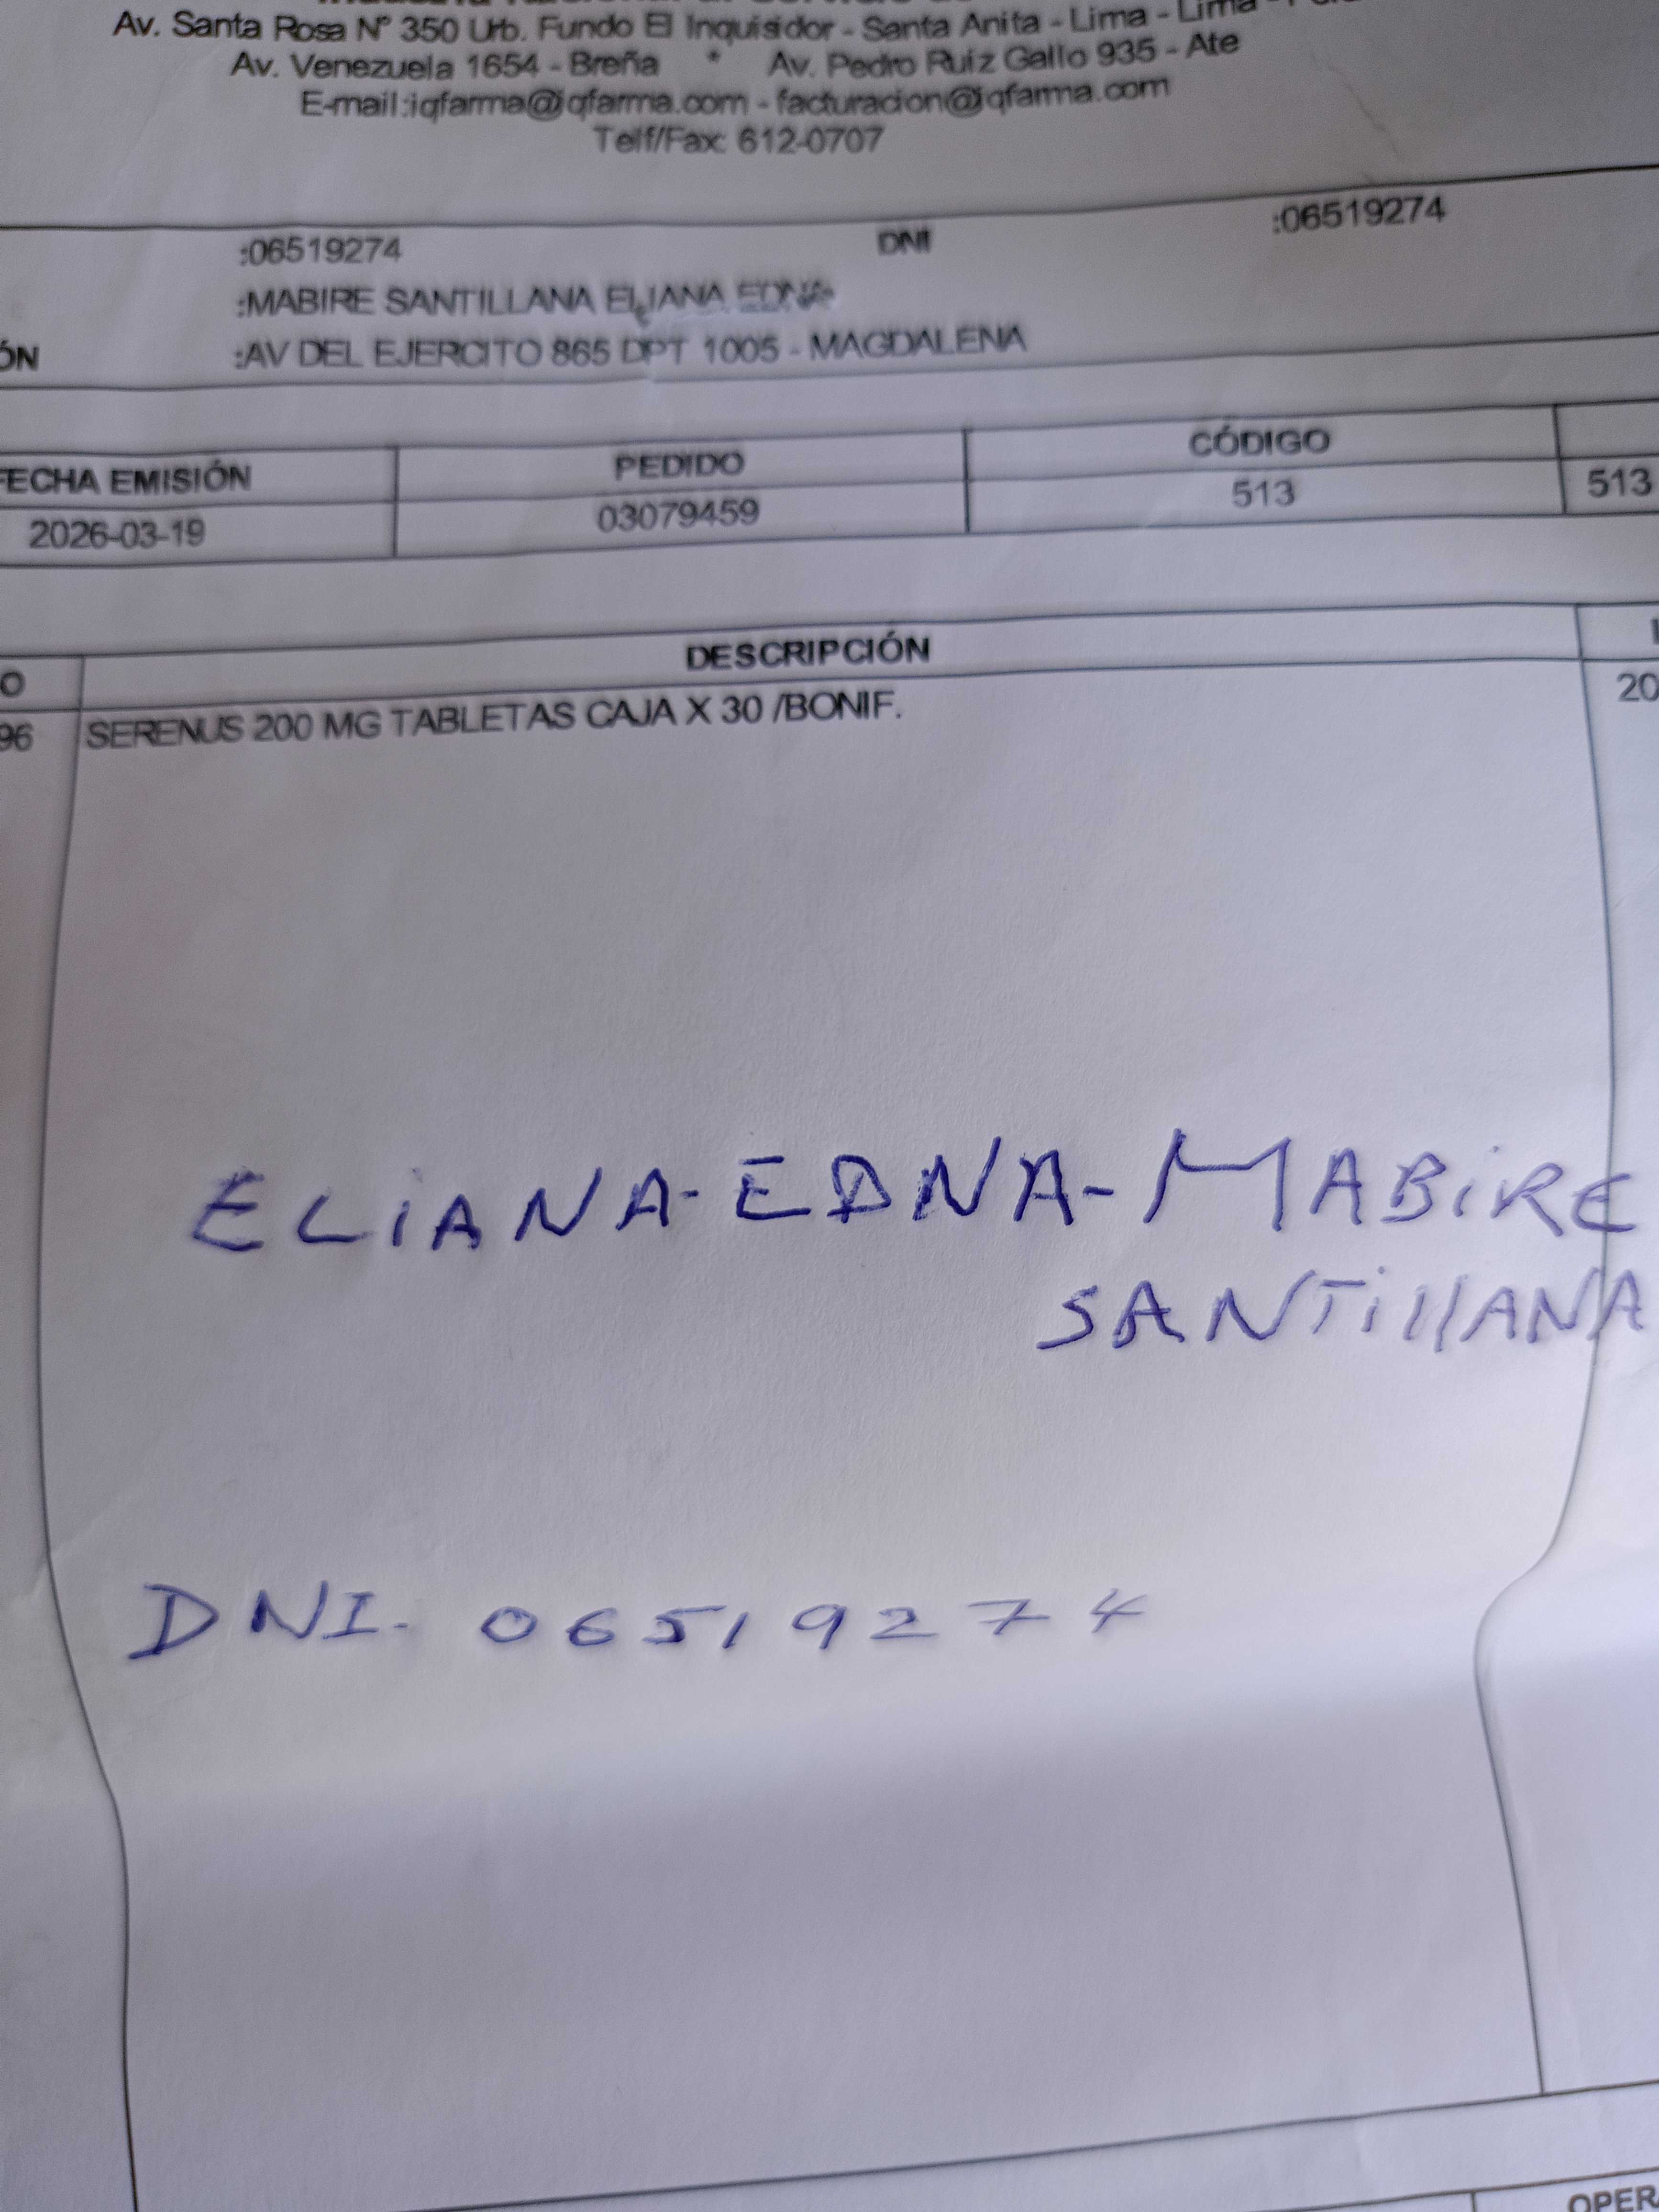 Av. Santa Rosa N° 350 Urb. Fundo El Inquisidor - Santa Anita - Lima - Lima -
Av. Venezuela 1654 - Breña * Av. Pedro Ruiz Gallo 935 - Ate
E-mail:iqfarma@iqfarma.com - facturacion@iqfarma.com
Telf/Fax: 612-0707
:06519274 DNI :06519274
:MABIRE SANTILLANA ELIANA EDNA
ÓN :AV DEL EJERCITO 865 DPT 1005 - MAGDALENA
FECHA EMISIÓN PEDIDO CÓDIGO
2026-03-19 03079459 513 513
O DESCRIPCIÓN
96 SERENUS 200 MG TABLETAS CAJA X 30 /BONIF. 20
ELiANA-EDNA-MABiRE
SANTillANA
DNI. 06519274
OPER